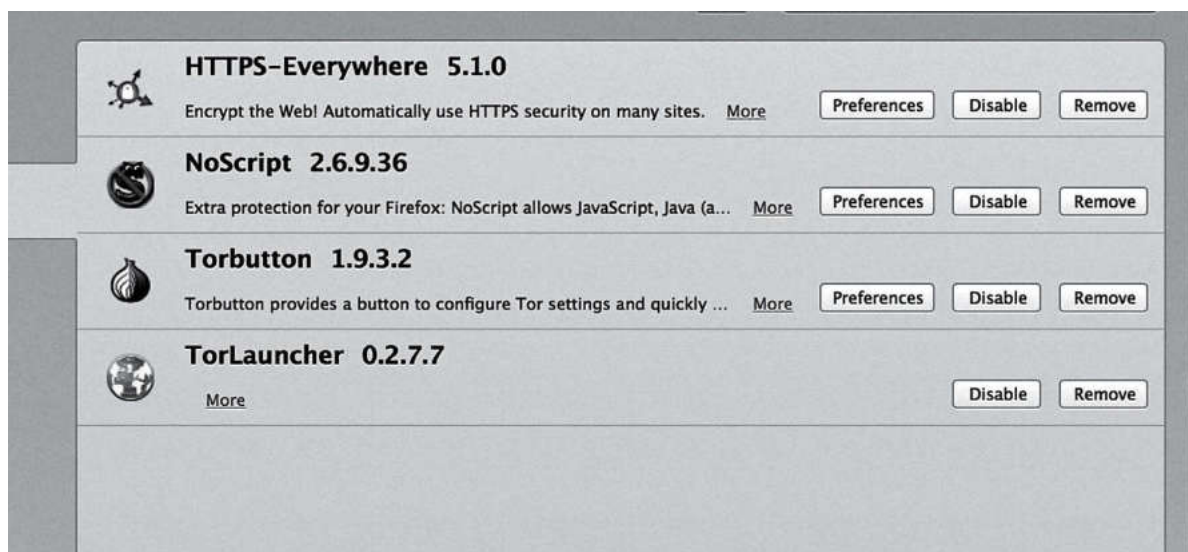 HTTPS-Everywhere 5.1.0
Encrypt the Web! Automatically use HTTPS security on many sites. More
Preferences Disable Remove
NoScript 2.6.9.36
Extra protection for your Firefox: NoScript allows JavaScript, Java (a... More
Preferences Disable Remove
Torbutton 1.9.3.2
Torbutton provides a button to configure Tor settings and quickly ... More
Preferences Disable Remove
TorLauncher 0.2.7.7
More
Disable Remove